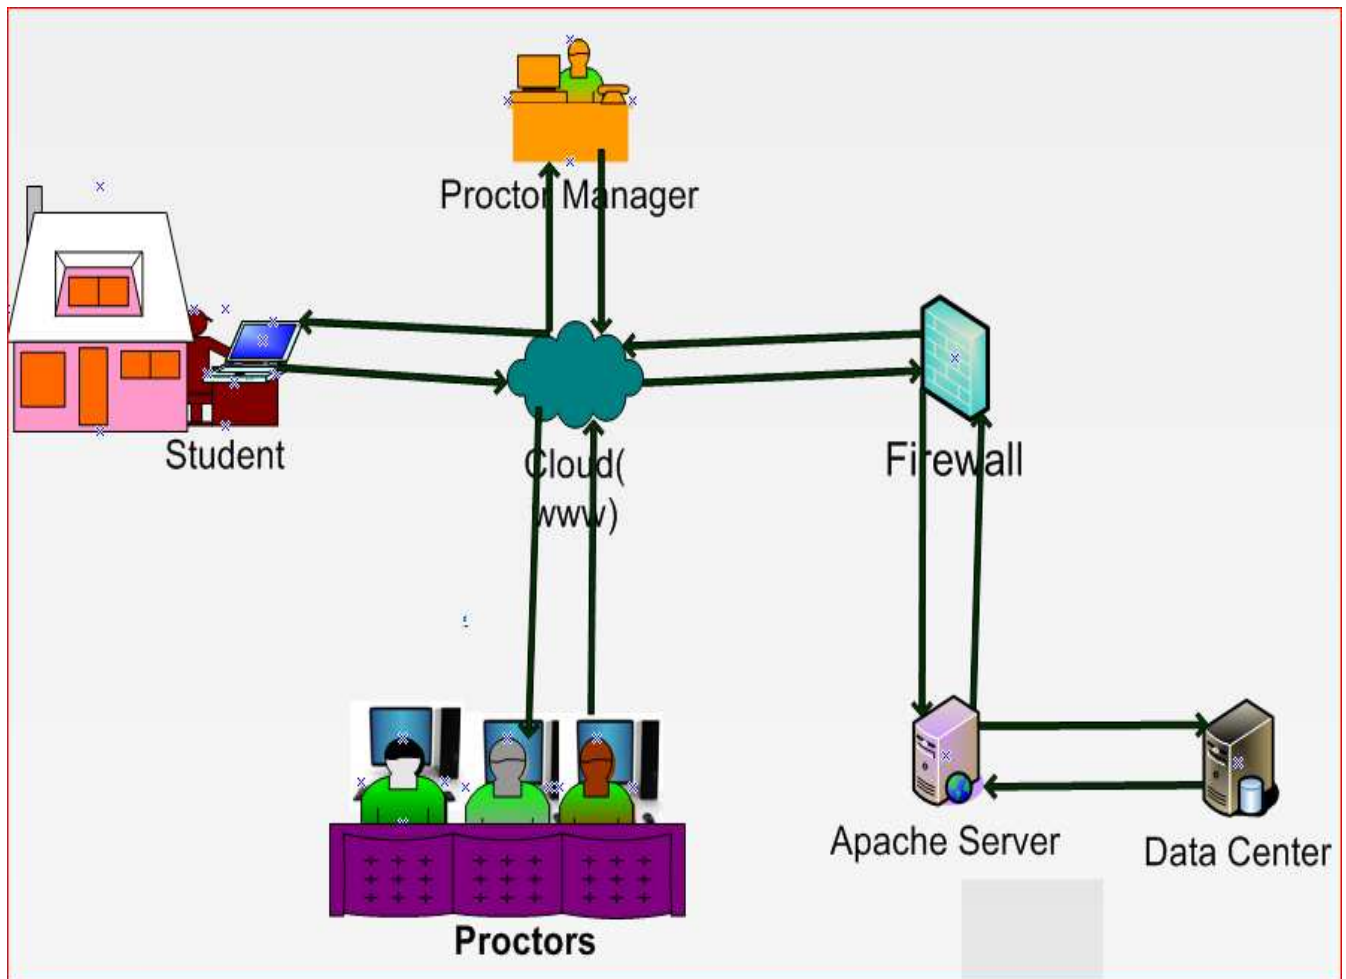 Proctor Manager
Student
Cloud(
www)
Firewall
Apache Server
Data Center
Proctors